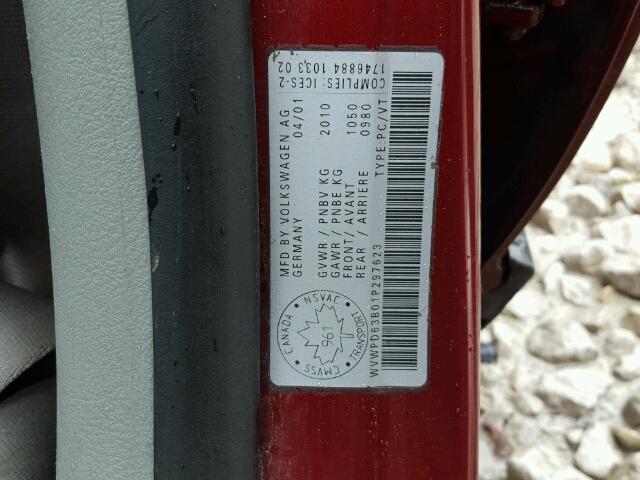 MFD BY VOLKSWAGEN AG
GERMANY 04/01
GVWR / PNBV KG 2010
GAWR / PNBE KG
FRONT / AVANT 1050
REAR / ARRIERE 0980
WVWPD63B01P297623 TYPE:PC/VT
COMPLIES: ICES-2
1746884 1033 02
CANADA NSVAC
961
CMVSS TRANSPORT